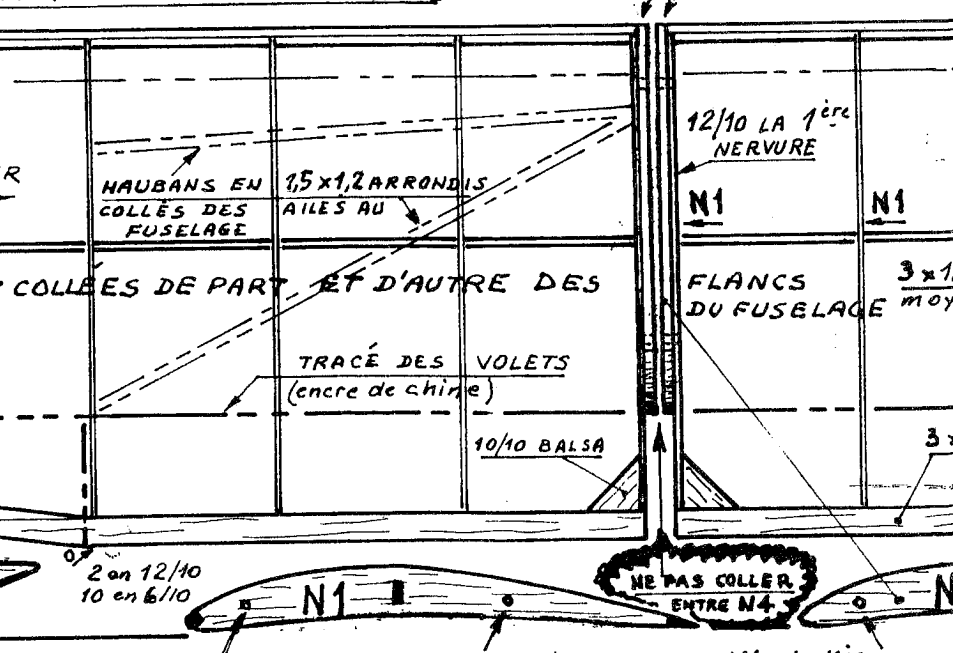 12/10 LA 1ère
NERVURE
HAUBANS EN 1,5 x 1,2 ARRONDIS
COLLÉS DES AILES AU
FUSELAGE
N1
N1
COLLÉES DE PART ET D'AUTRE DES FLANCS
DU FUSELAGE
TRACÉ DES VOLETS
(encre de chine)
10/10 BALSA
2 en 12/10
10 en 6/10
N1
NE PAS COLLER
ENTRE N4